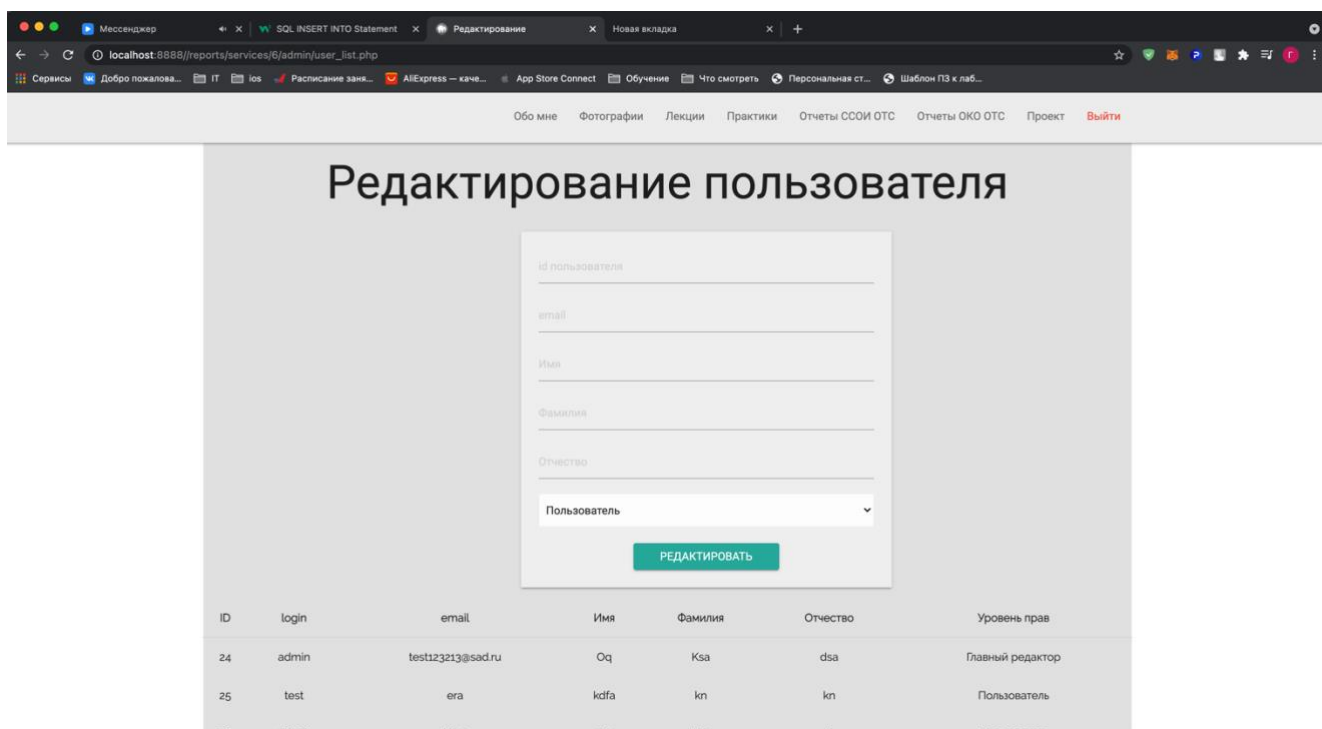 Мессенджер SQL INSERT INTO Statement Редактирование Новая вкладка
localhost:8888//reports/services/6/admin/user_list.php
Сервисы Добро пожалова... IT ios Расписание заня... AliExpress — каче... App Store Connect Обучение Что смотреть Персональная ст... Шаблон ПЗ к лаб...
Обо мне Фотографии Лекции Практики Отчеты ССОИ ОТС Отчеты ОКО ОТС Проект Выйти
Редактирование пользователя
id пользователя
email
Имя
Фамилия
Отчество
Пользователь
РЕДАКТИРОВАТЬ
ID login email Имя Фамилия Отчество Уровень прав
24 admin test123213@sad.ru Oq Ksa dsa Главный редактор
25 test era kdfa kn kn Пользователь